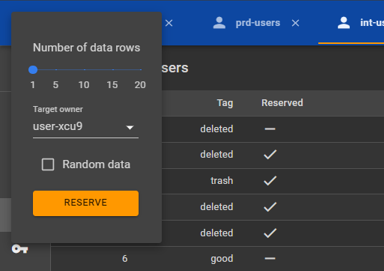 prd-users
int-us
Number of data rows
1 5 10 15 20
Target owner
user-xcu9
Random data
RESERVE
sers
Tag Reserved
deleted
deleted
trash
deleted
deleted
6 good